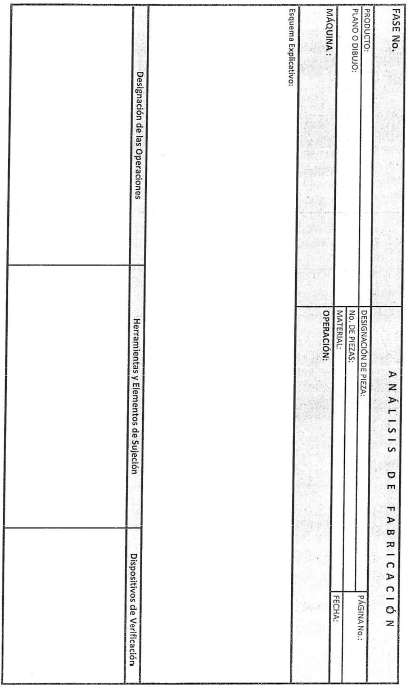 FASE No.
ANÁLISIS DE FABRICACIÓN
PRODUCTO:
DESIGNACIÓN DE PIEZA:
PÁGINA No.:
PLANO O DIBUJO:
No. DE PIEZAS:
MATERIAL:
FECHA:
MÁQUINA :
OPERACIÓN:
Esquema Explicativo:
Designación de las Operaciones
Herramientas y Elementos de Sujeción
Dispositivos de Verificación